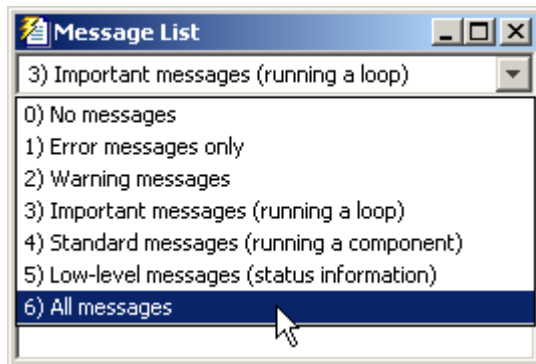 Message List
3) Important messages (running a loop)
0) No messages
1) Error messages only
2) Warning messages
3) Important messages (running a loop)
4) Standard messages (running a component)
5) Low-level messages (status information)
6) All messages